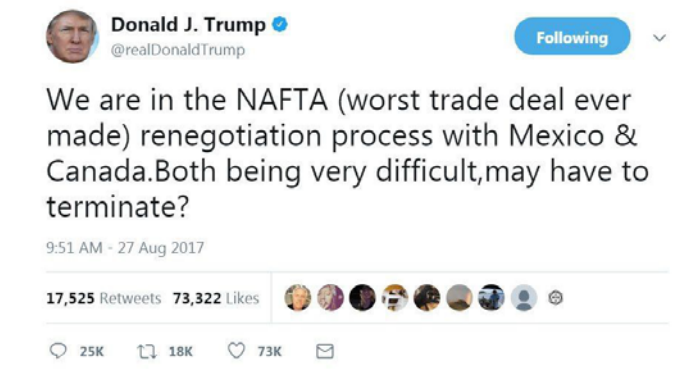 Donald J. Trump
@realDonaldTrump
Following
We are in the NAFTA (worst trade deal ever
made) renegotiation process with Mexico &
Canada.Both being very difficult,may have to
terminate?
9:51 AM - 27 Aug 2017
17,525 Retweets 73,322 Likes
25K 18K 73K